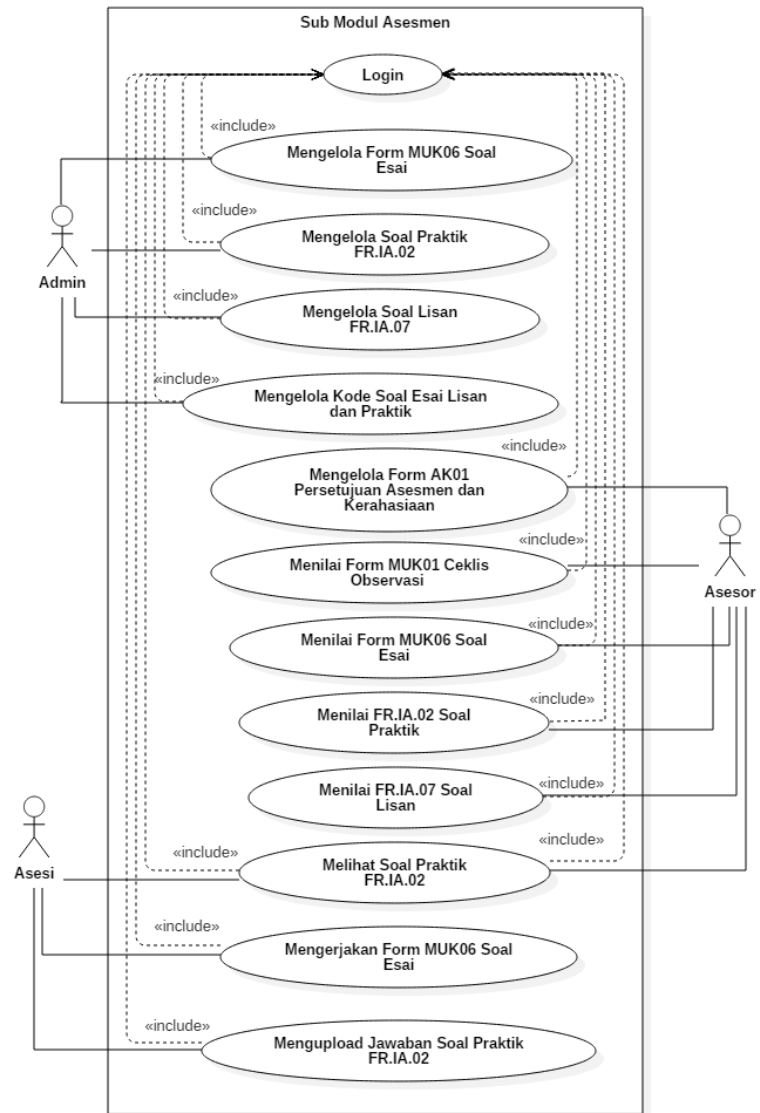 Sub Modul Asesmen
Login
«include»
Mengelola Form MUK06 Soal
Esai
«include»
Mengelola Soal Praktik
FR.IA.02
Admin
«include»
Mengelola Soal Lisan
FR.IA.07
«include»
Mengelola Kode Soal Esai Lisan
dan Praktik
«include»
Mengelola Form AK01
Persetujuan Asesmen dan
Kerahasiaan
«include»
Menilai Form MUK01 Ceklis
Observasi
Asesor
«include»
Menilai Form MUK06 Soal
Esai
«include»
Menilai FR.IA.02 Soal
Praktik
«include»
Menilai FR.IA.07 Soal
Lisan
«include»
«include»
Melihat Soal Praktik
FR.IA.02
Asesi
«include»
Mengerjakan Form MUK06 Soal
Esai
«include»
Mengupload Jawaban Soal Praktik
FR.IA.02